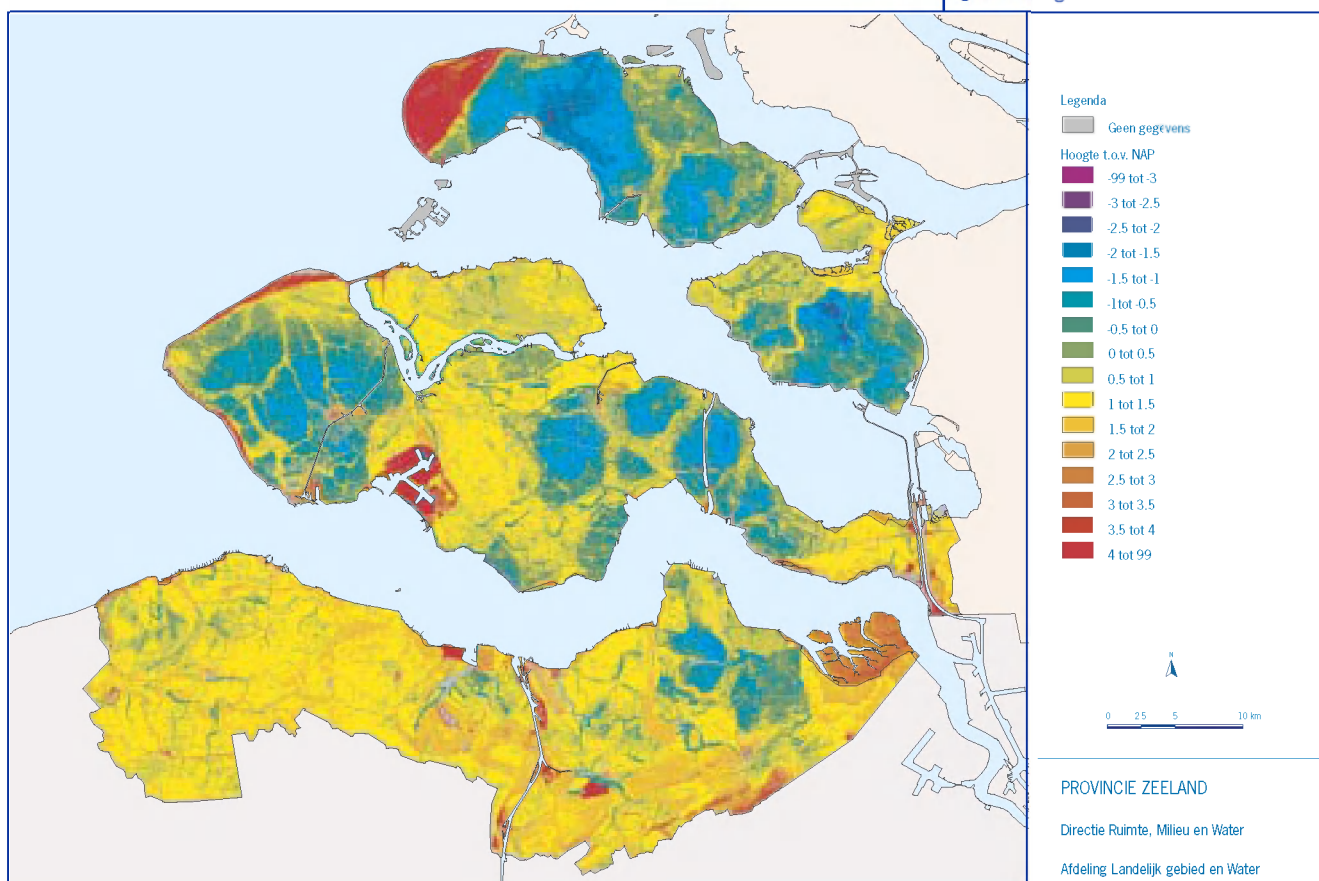 Legenda
Geen gegevens
Hoogte t.o.v. NAP
-99 tot -3
-3 tot -2.5
-2.5 tot -2
-2 tot -1.5
-1.5 tot -1
-1tot -0.5
-0.5 tot 0
0 tot 0.5
0.5 tot 1
1 tot 1.5
1.5 tot 2
2 tot 2.5
2.5 tot 3
3 tot 3.5
3.5 tot 4
4 tot 99
N
0 2.5 5 10 km
PROVINCIE ZEELAND
Directie Ruimte, Milieu en Water
Afdeling Landelijk gebied en Water